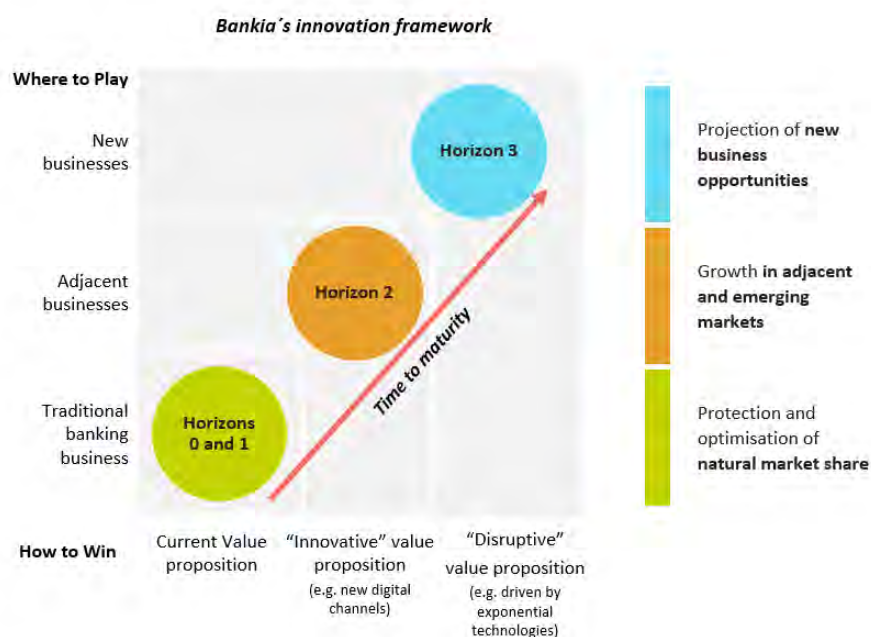 Bankia´s innovation framework
Where to Play
New
businesses
Horizon 3
Projection of new
business
opportunities
Adjacent
businesses
Horizon 2
Growth in adjacent
and emerging
markets
Time to maturity
Traditional
banking
business
Horizons
0 and 1
Protection and
optimisation of
natural market share
How to Win
Current Value
proposition
“Innovative” value
proposition
(e.g. new digital
channels)
“Disruptive”
value proposition
(e.g. driven by
exponential
technologies)